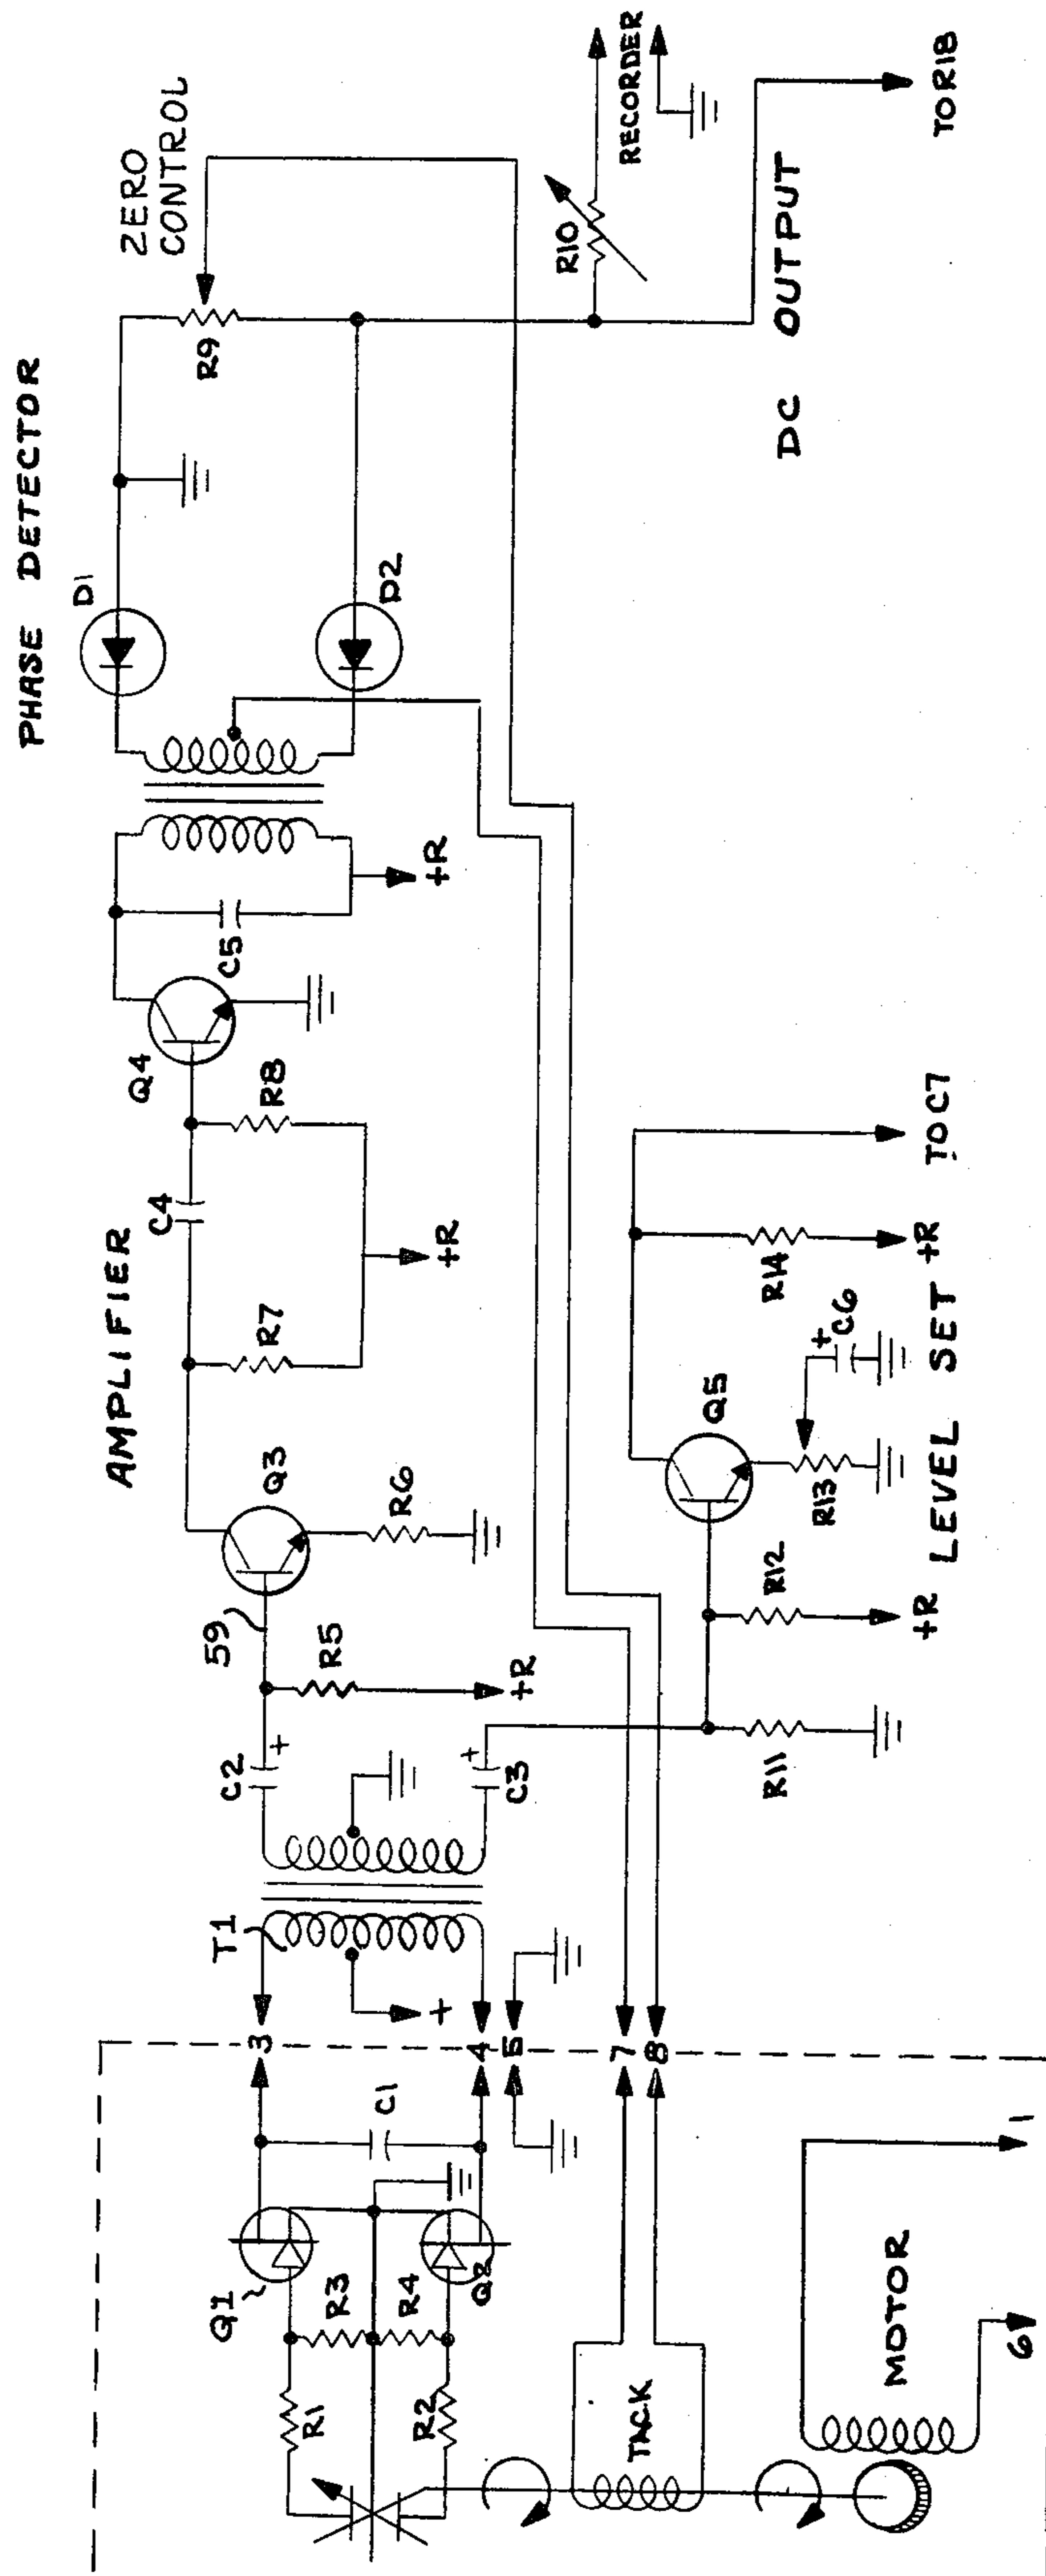 PHASE DETECTOR
ZERO
CONTROL
D1
R9
D2
R10
RECORDER
DC OUTPUT
TO R18
AMPLIFIER
Q4
C5
+R
R8
C4
R7
+R
Q3
R6
59
R5
+R
C2
+
+
C3
T1
+
Q5
R14
+R
TO C7
+
C6
R13
LEVEL SET
R12
+R
R11
3
4
5
7
8
C1
Q1
R3
R4
Q2
R1
R2
TACK
MOTOR
1
6